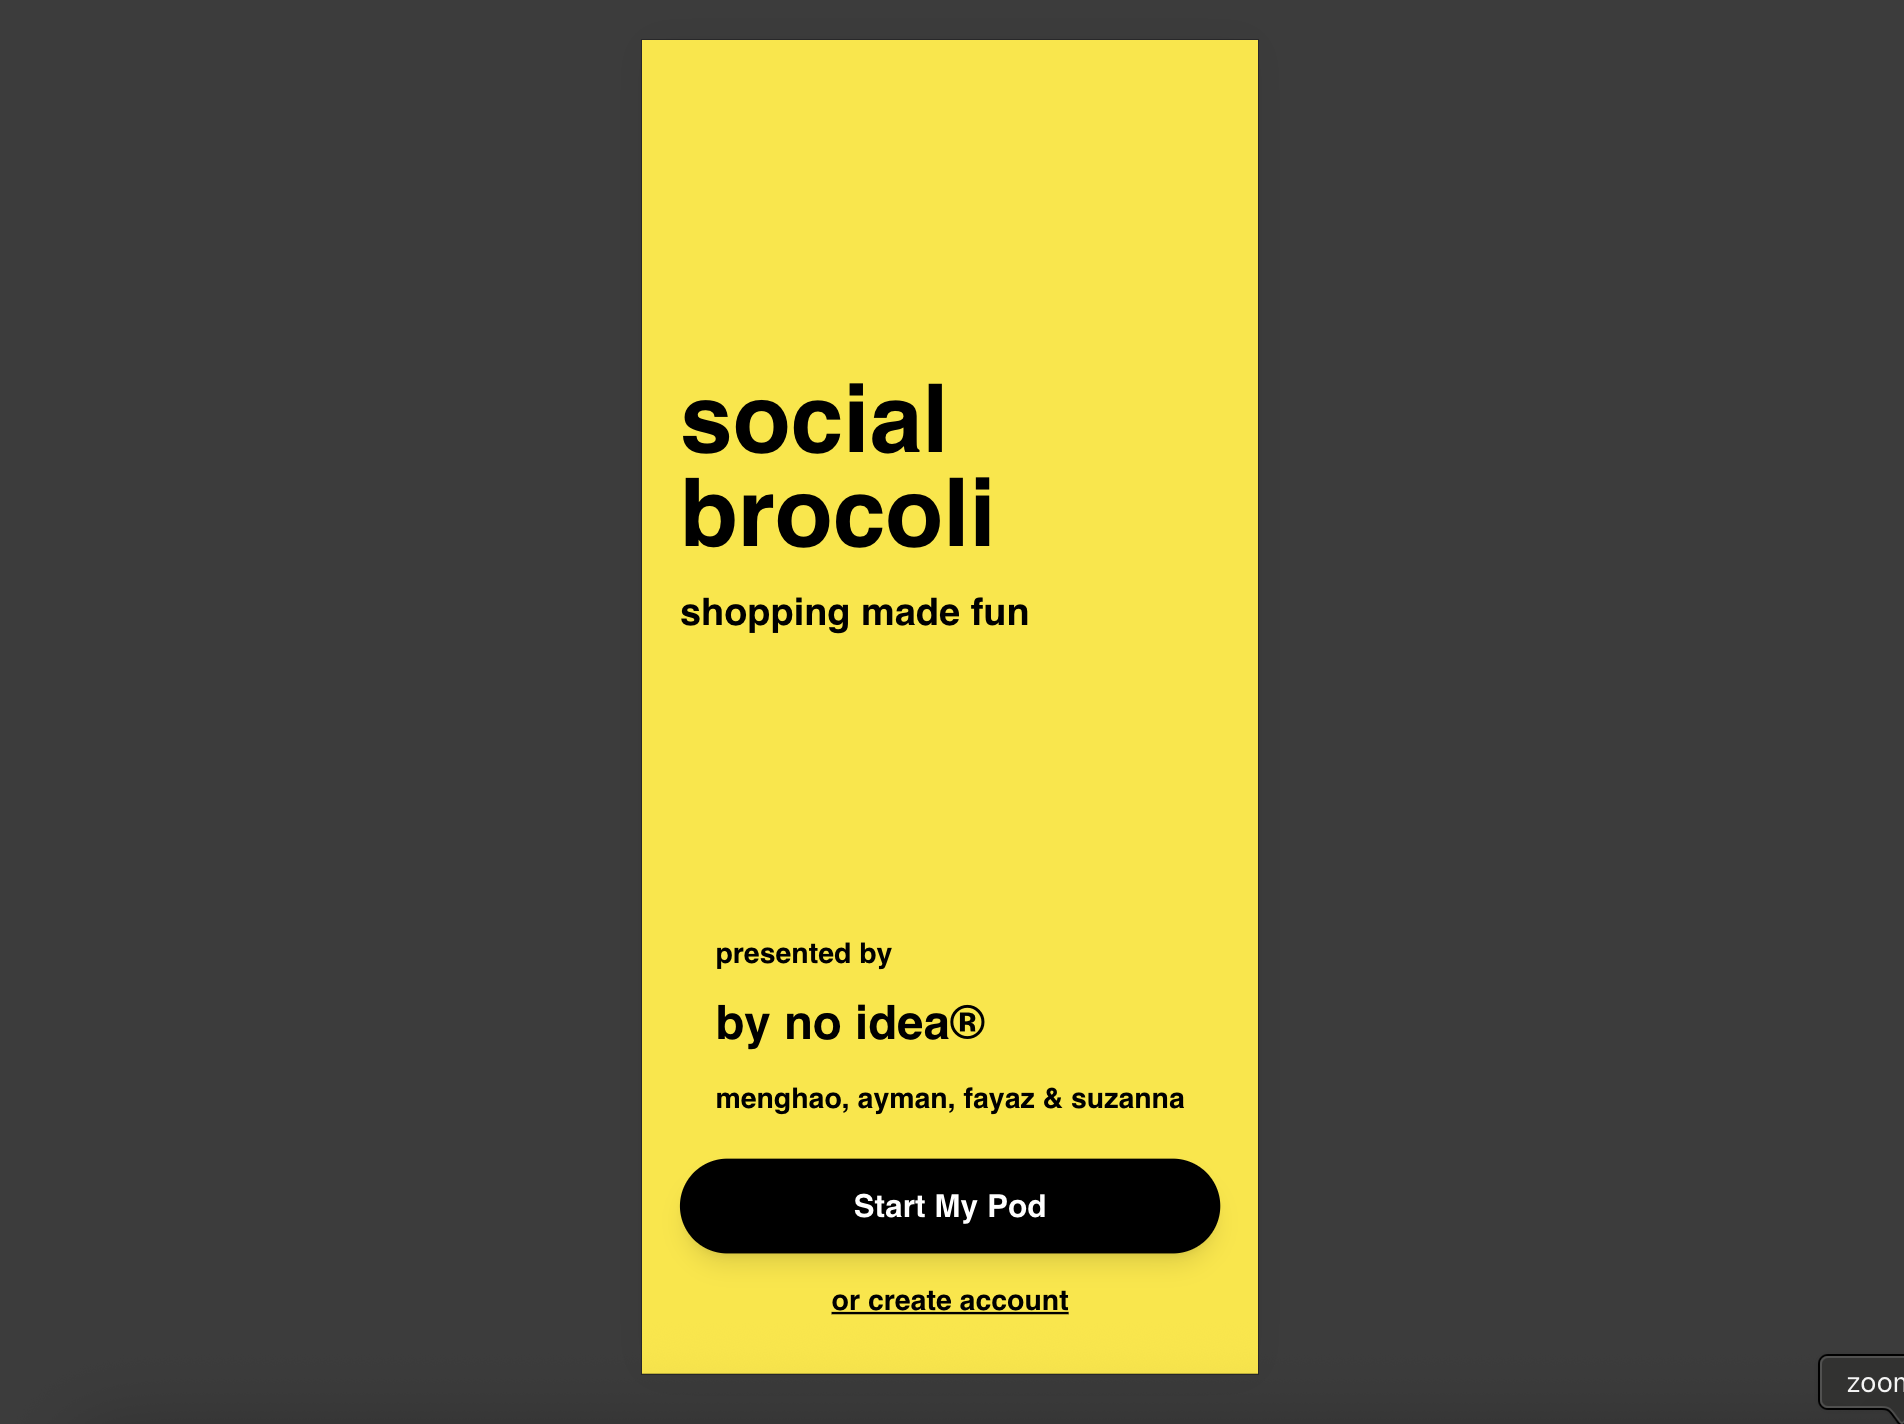 social
brocoli
shopping made fun
presented by
by no idea®
menghao, ayman, fayaz & suzanna
Start My Pod
or create account